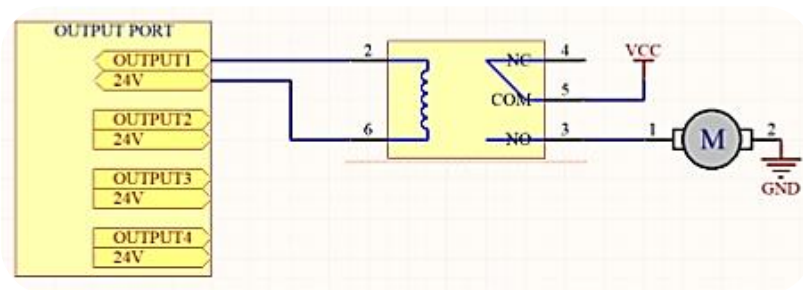 OUTPUT PORT
OUTPUT1
24V
OUTPUT2
24V
OUTPUT3
24V
OUTPUT4
24V
2
6
NC
COM
NO
4
5
3
VCC
1
M
2
GND